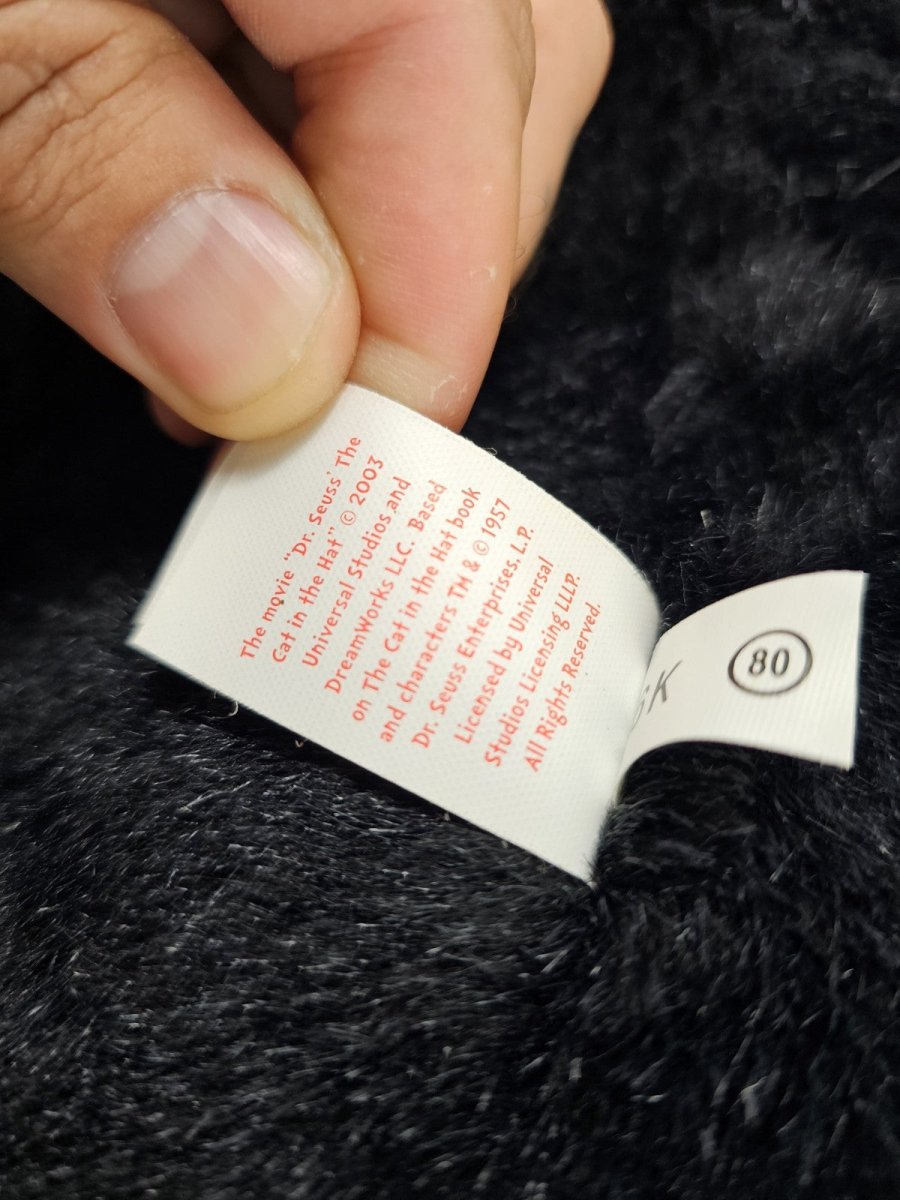 The movie "Dr. Seuss' The
Cat in the Hat" © 2003
Universal Studios and
DreamWorks LLC. Based
on The Cat in the Hat book
and characters TM & © 1957
Dr. Seuss Enterprises, L.P.
Licensed by Universal
Studios Licensing LLLP.
All Rights Reserved.
80